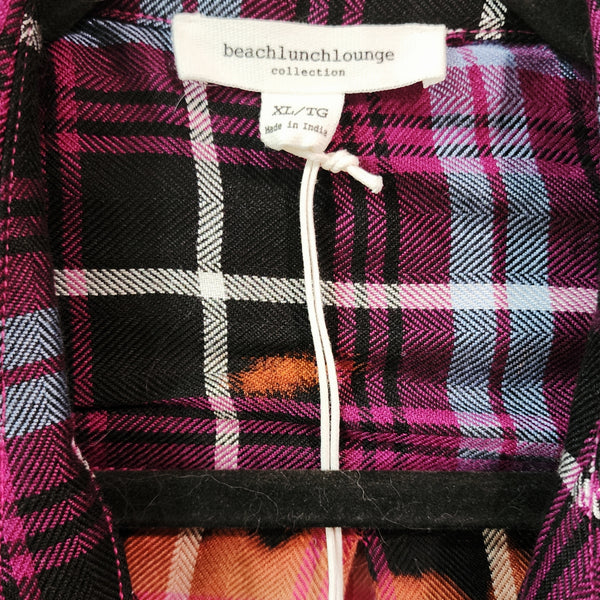 beachlunchlounge
collection
XL/TG
Made in India